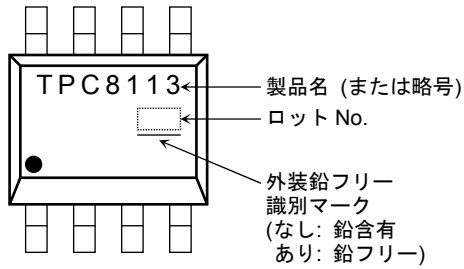 TPC8113
製品名 (または略号)
ロット No.
外装鉛フリー
識別マーク
(なし: 鉛含有
あり: 鉛フリー)